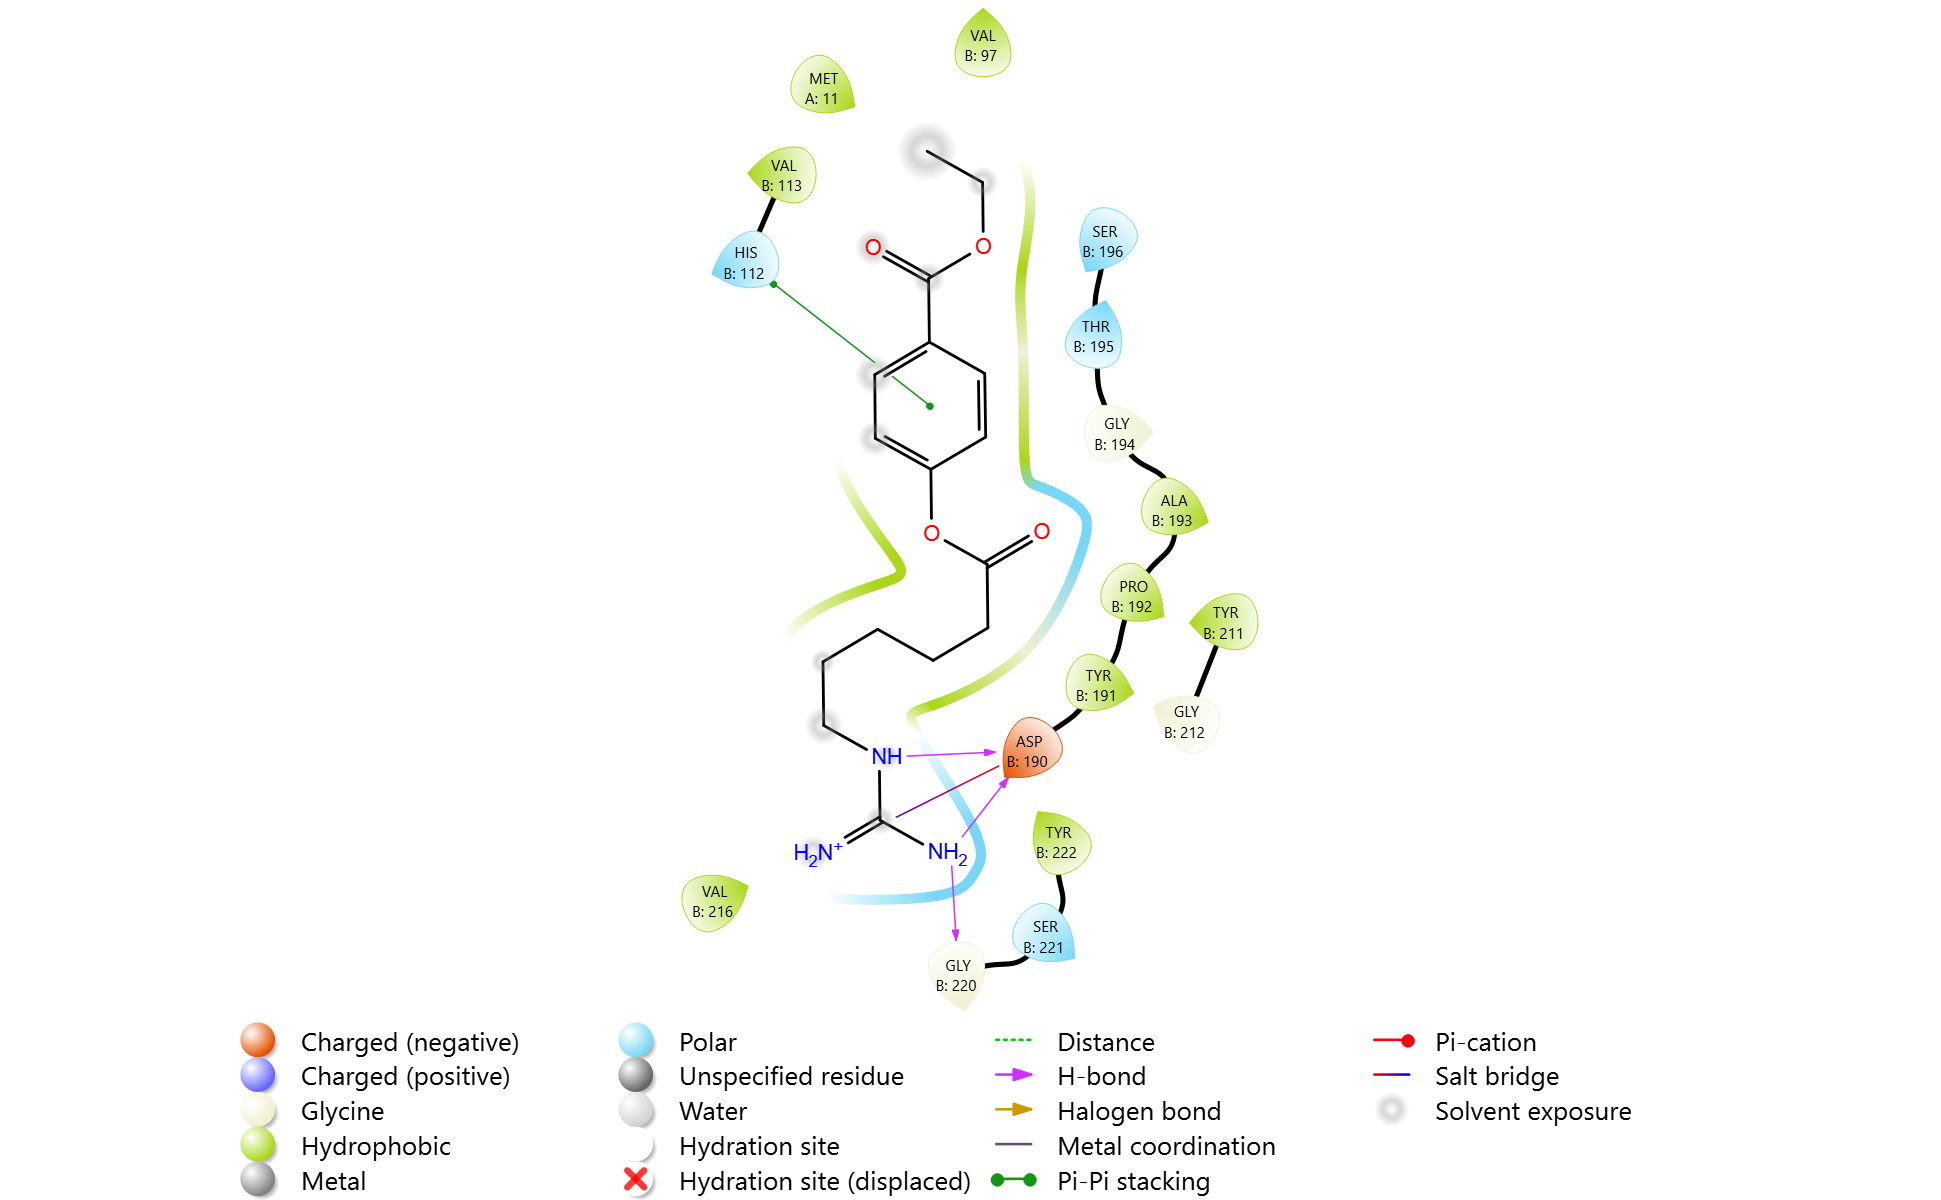 VAL
B: 97
MET
A: 11
VAL
B: 113
HIS
B: 112
SER
B: 196
O
O
THR
B: 195
GLY
B: 194
ALA
B: 193
O
O
PRO
B: 192
TYR
B: 211
TYR
B: 191
GLY
B: 212
ASP
B: 190
NH
TYR
B: 222
H2N+
NH2
VAL
B: 216
SER
B: 221
GLY
B: 220
Charged (negative)
Charged (positive)
Glycine
Hydrophobic
Metal
Polar
Unspecified residue
Water
Hydration site
Hydration site (displaced)
Distance
H-bond
Halogen bond
Metal coordination
Pi-Pi stacking
Pi-cation
Salt bridge
Solvent exposure